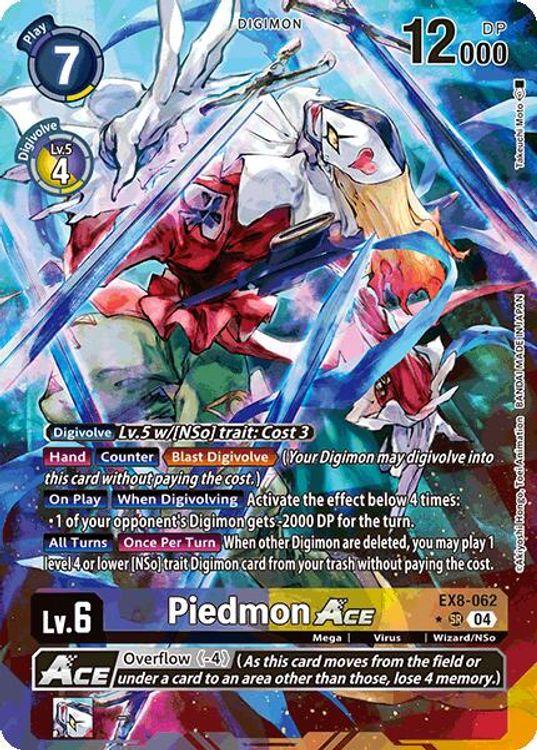 Play
7
DIGIMON
12000
DP
Digivolve
Lv.5
4
Takeuchi Moto
©Akiyoshi Hongo, Toei Animation BANDAI MADE IN JAPAN
Digivolve Lv.5 w/[NSo] trait: Cost 3
Hand Counter Blast Digivolve (Your Digimon may digivolve into
this card without paying the cost.)
On Play When Digivolving Activate the effect below 4 times:
・1 of your opponent's Digimon gets -2000 DP for the turn.
All Turns Once Per Turn When other Digimon are deleted, you may play 1
level 4 or lower [NSo] trait Digimon card from your trash without paying the cost.
Lv.6
Piedmon ACE
EX8-062
SR 04
Mega | Virus | Wizard/NSo
ACE Overflow《-4》(As this card moves from the field or
under a card to an area other than those, lose 4 memory.)